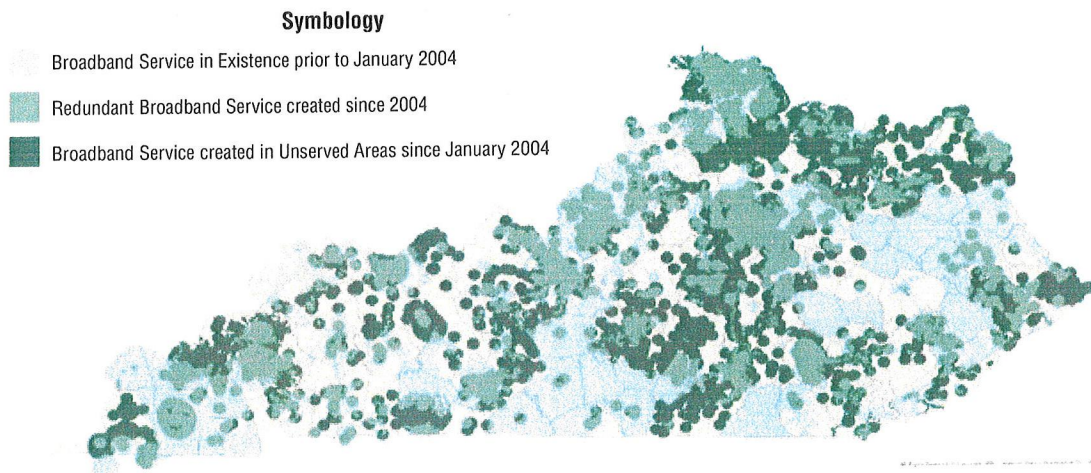 Symbology
Broadband Service in Existence prior to January 2004
Redundant Broadband Service created since 2004
Broadband Service created in Unserved Areas since January 2004